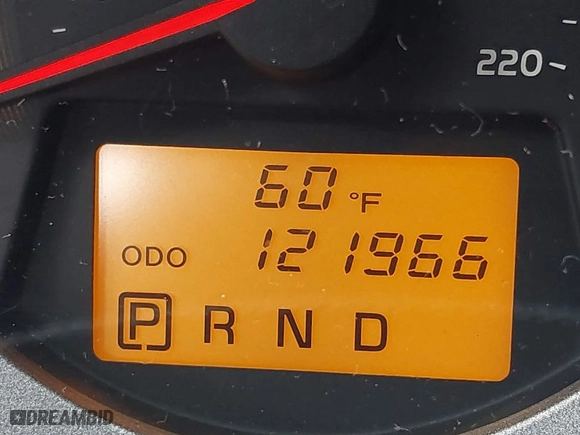 220
60 °F
ODO 121966
P R N D
DREAMBID